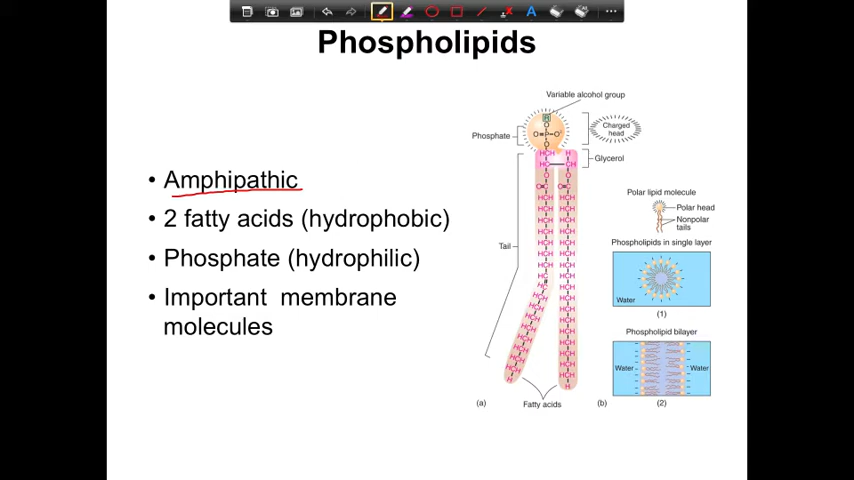 Phospholipids
• Amphipathic
• 2 fatty acids (hydrophobic)
• Phosphate (hydrophilic)
• Important membrane
molecules
Variable alcohol group
Phosphate
Charged
head
Glycerol
Tail
Fatty acids
(a)
Polar lipid molecule
Polar head
Nonpolar
tails
Phospholipids in single layer
Water
(1)
Phospholipid bilayer
Water
Water
(b)
(2)